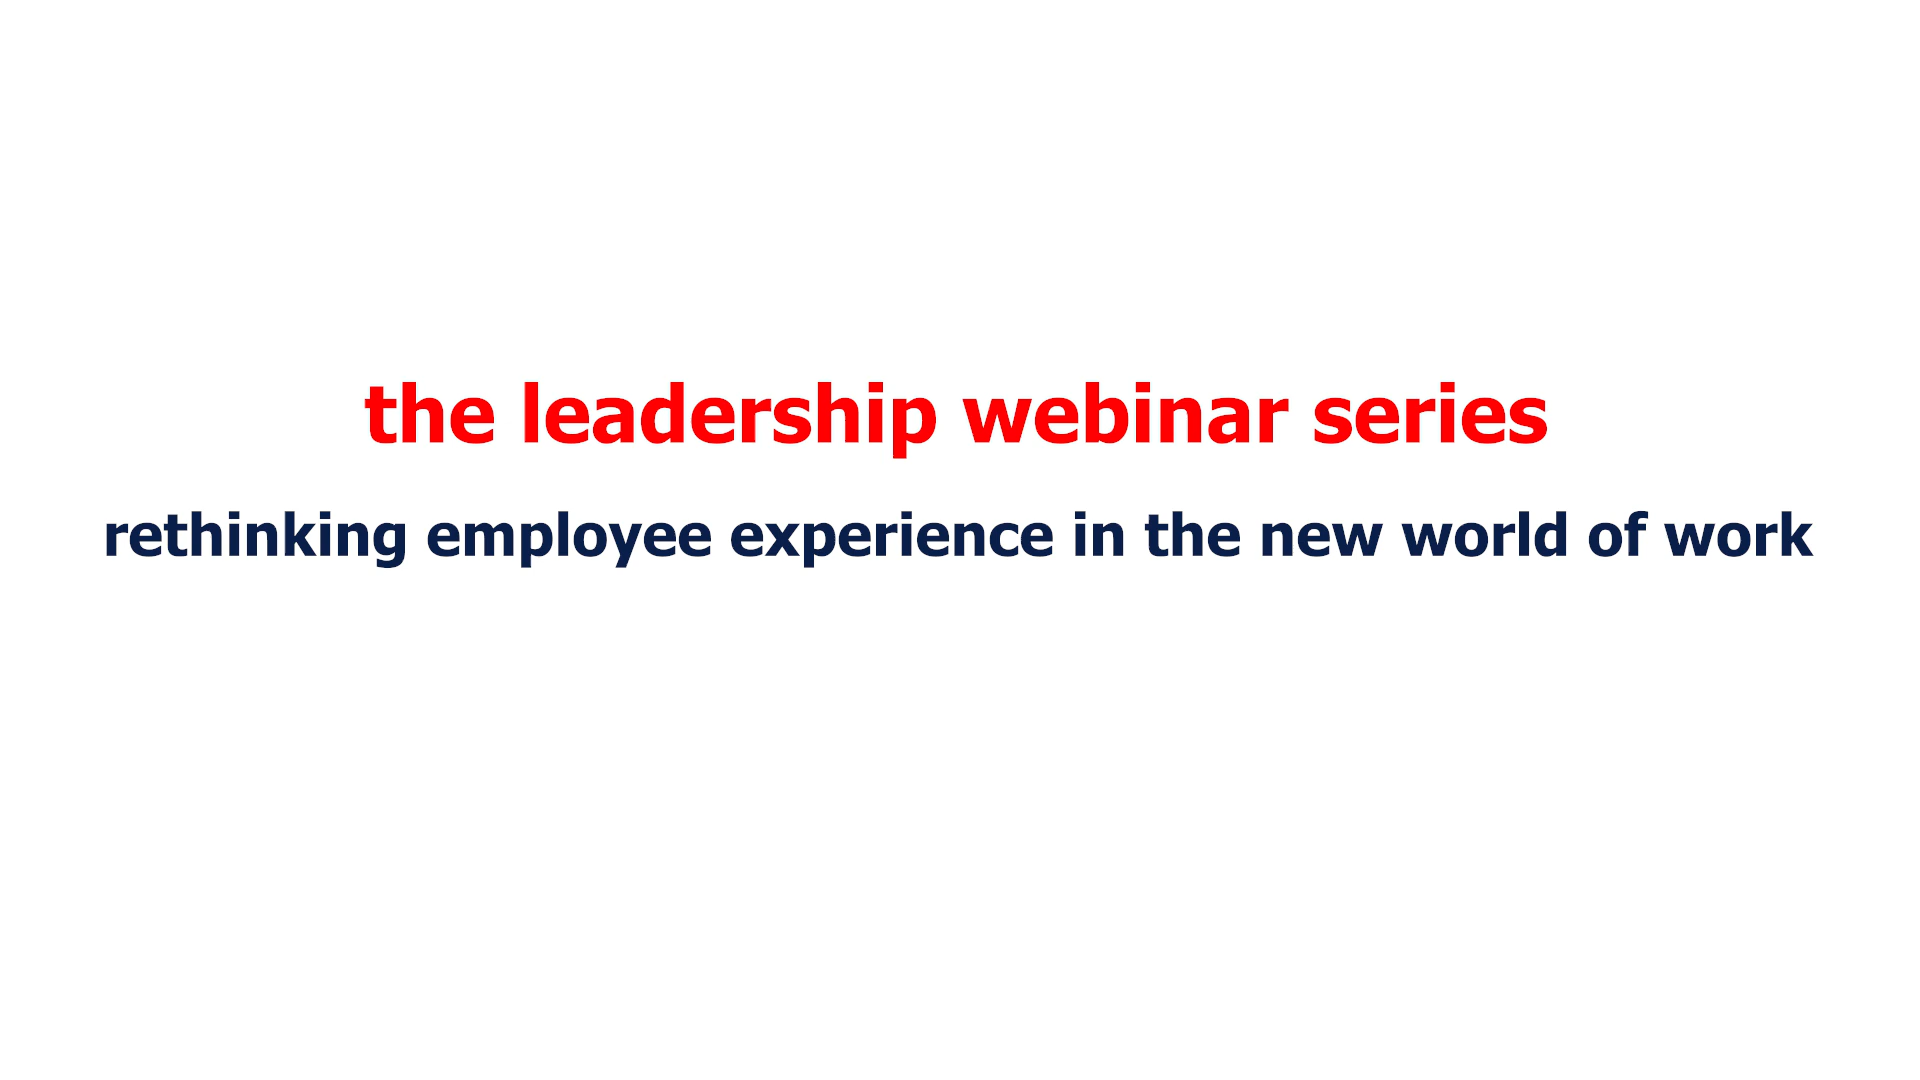 the leadership webinar series
rethinking employee experience in the new world of work